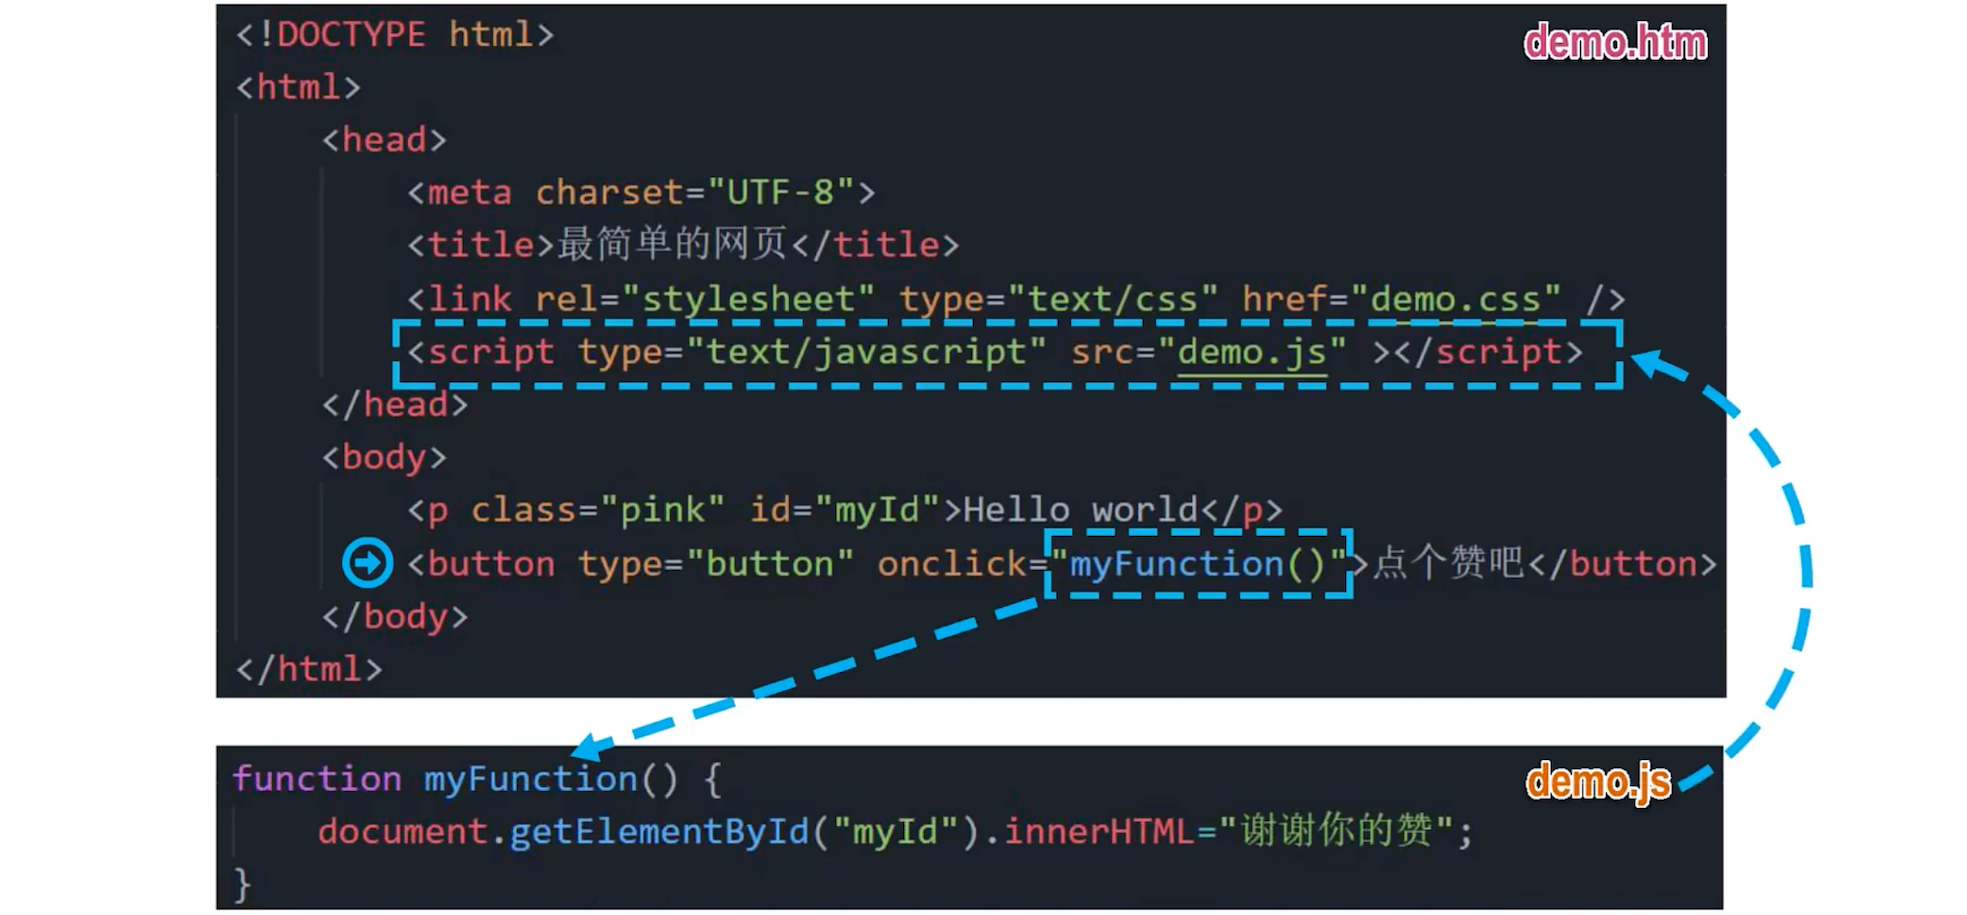 <!DOCTYPE html>
demo.htm
<html>
<head>
<meta charset="UTF-8">
<title>最简单的网页</title>
<link rel="stylesheet" type="text/css" href="demo.css" />
<script type="text/javascript" src="demo.js" ></script>
</head>
<body>
<p class="pink" id="myId">Hello world</p>
<button type="button" onclick="myFunction()">点个赞吧</button>
</body>
</html>
function myFunction() {
demo.js
document.getElementById("myId").innerHTML="谢谢你的赞";
}